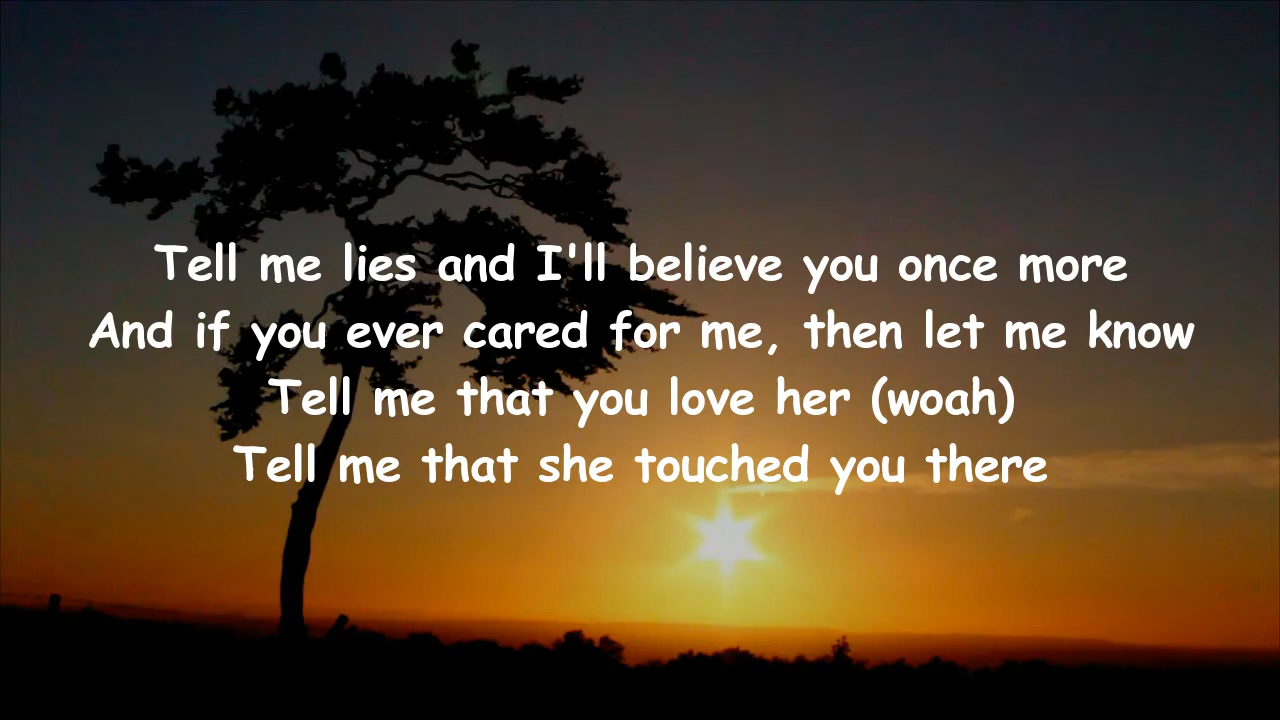 Tell me lies and I'll believe you once more
And if you ever cared for me, then let me know
Tell me that you love her (woah)
Tell me that she touched you there